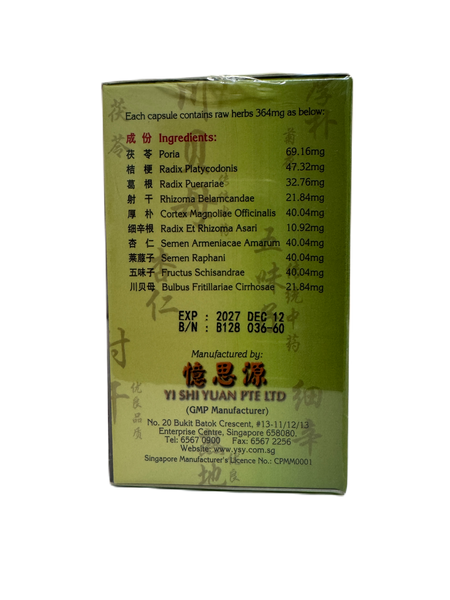 Each capsule contains raw herbs 364mg as below:
成份 Ingredients:
茯 苓 Poria 69.16mg
桔 梗 Radix Platycodonis 47.32mg
葛 根 Radix Puerariae 32.76mg
射 干 Rhizoma Belamcandae 21.84mg
厚 朴 Cortex Magnoliae Officinalis 40.04mg
细辛根 Radix Et Rhizoma Asari 10.92mg
杏 仁 Semen Armeniacae Amarum 40.04mg
莱菔子 Semen Raphani 40.04mg
五味子 Fructus Schisandrae 40.04mg
川贝母 Bulbus Fritillariae Cirrhosae 21.84mg
EXP : 2027 DEC 12
B/N : B128 036-60
Manufactured by:
憶思源
YI SHI YUAN PTE LTD
(GMP Manufacturer)
No. 20 Bukit Batok Crescent, #13-11/12/13
Enterprise Centre, Singapore 658080,
Tel: 6567 0900 Fax: 6567 2256
Website: www.ysy.com.sg
Singapore Manufacturer's Licence No.: CPMM0001